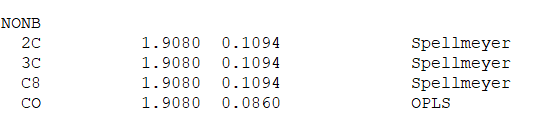 NONB
2C 1.9080 0.1094 Spellmeyer
3C 1.9080 0.1094 Spellmeyer
C8 1.9080 0.1094 Spellmeyer
CO 1.9080 0.0860 OPLS